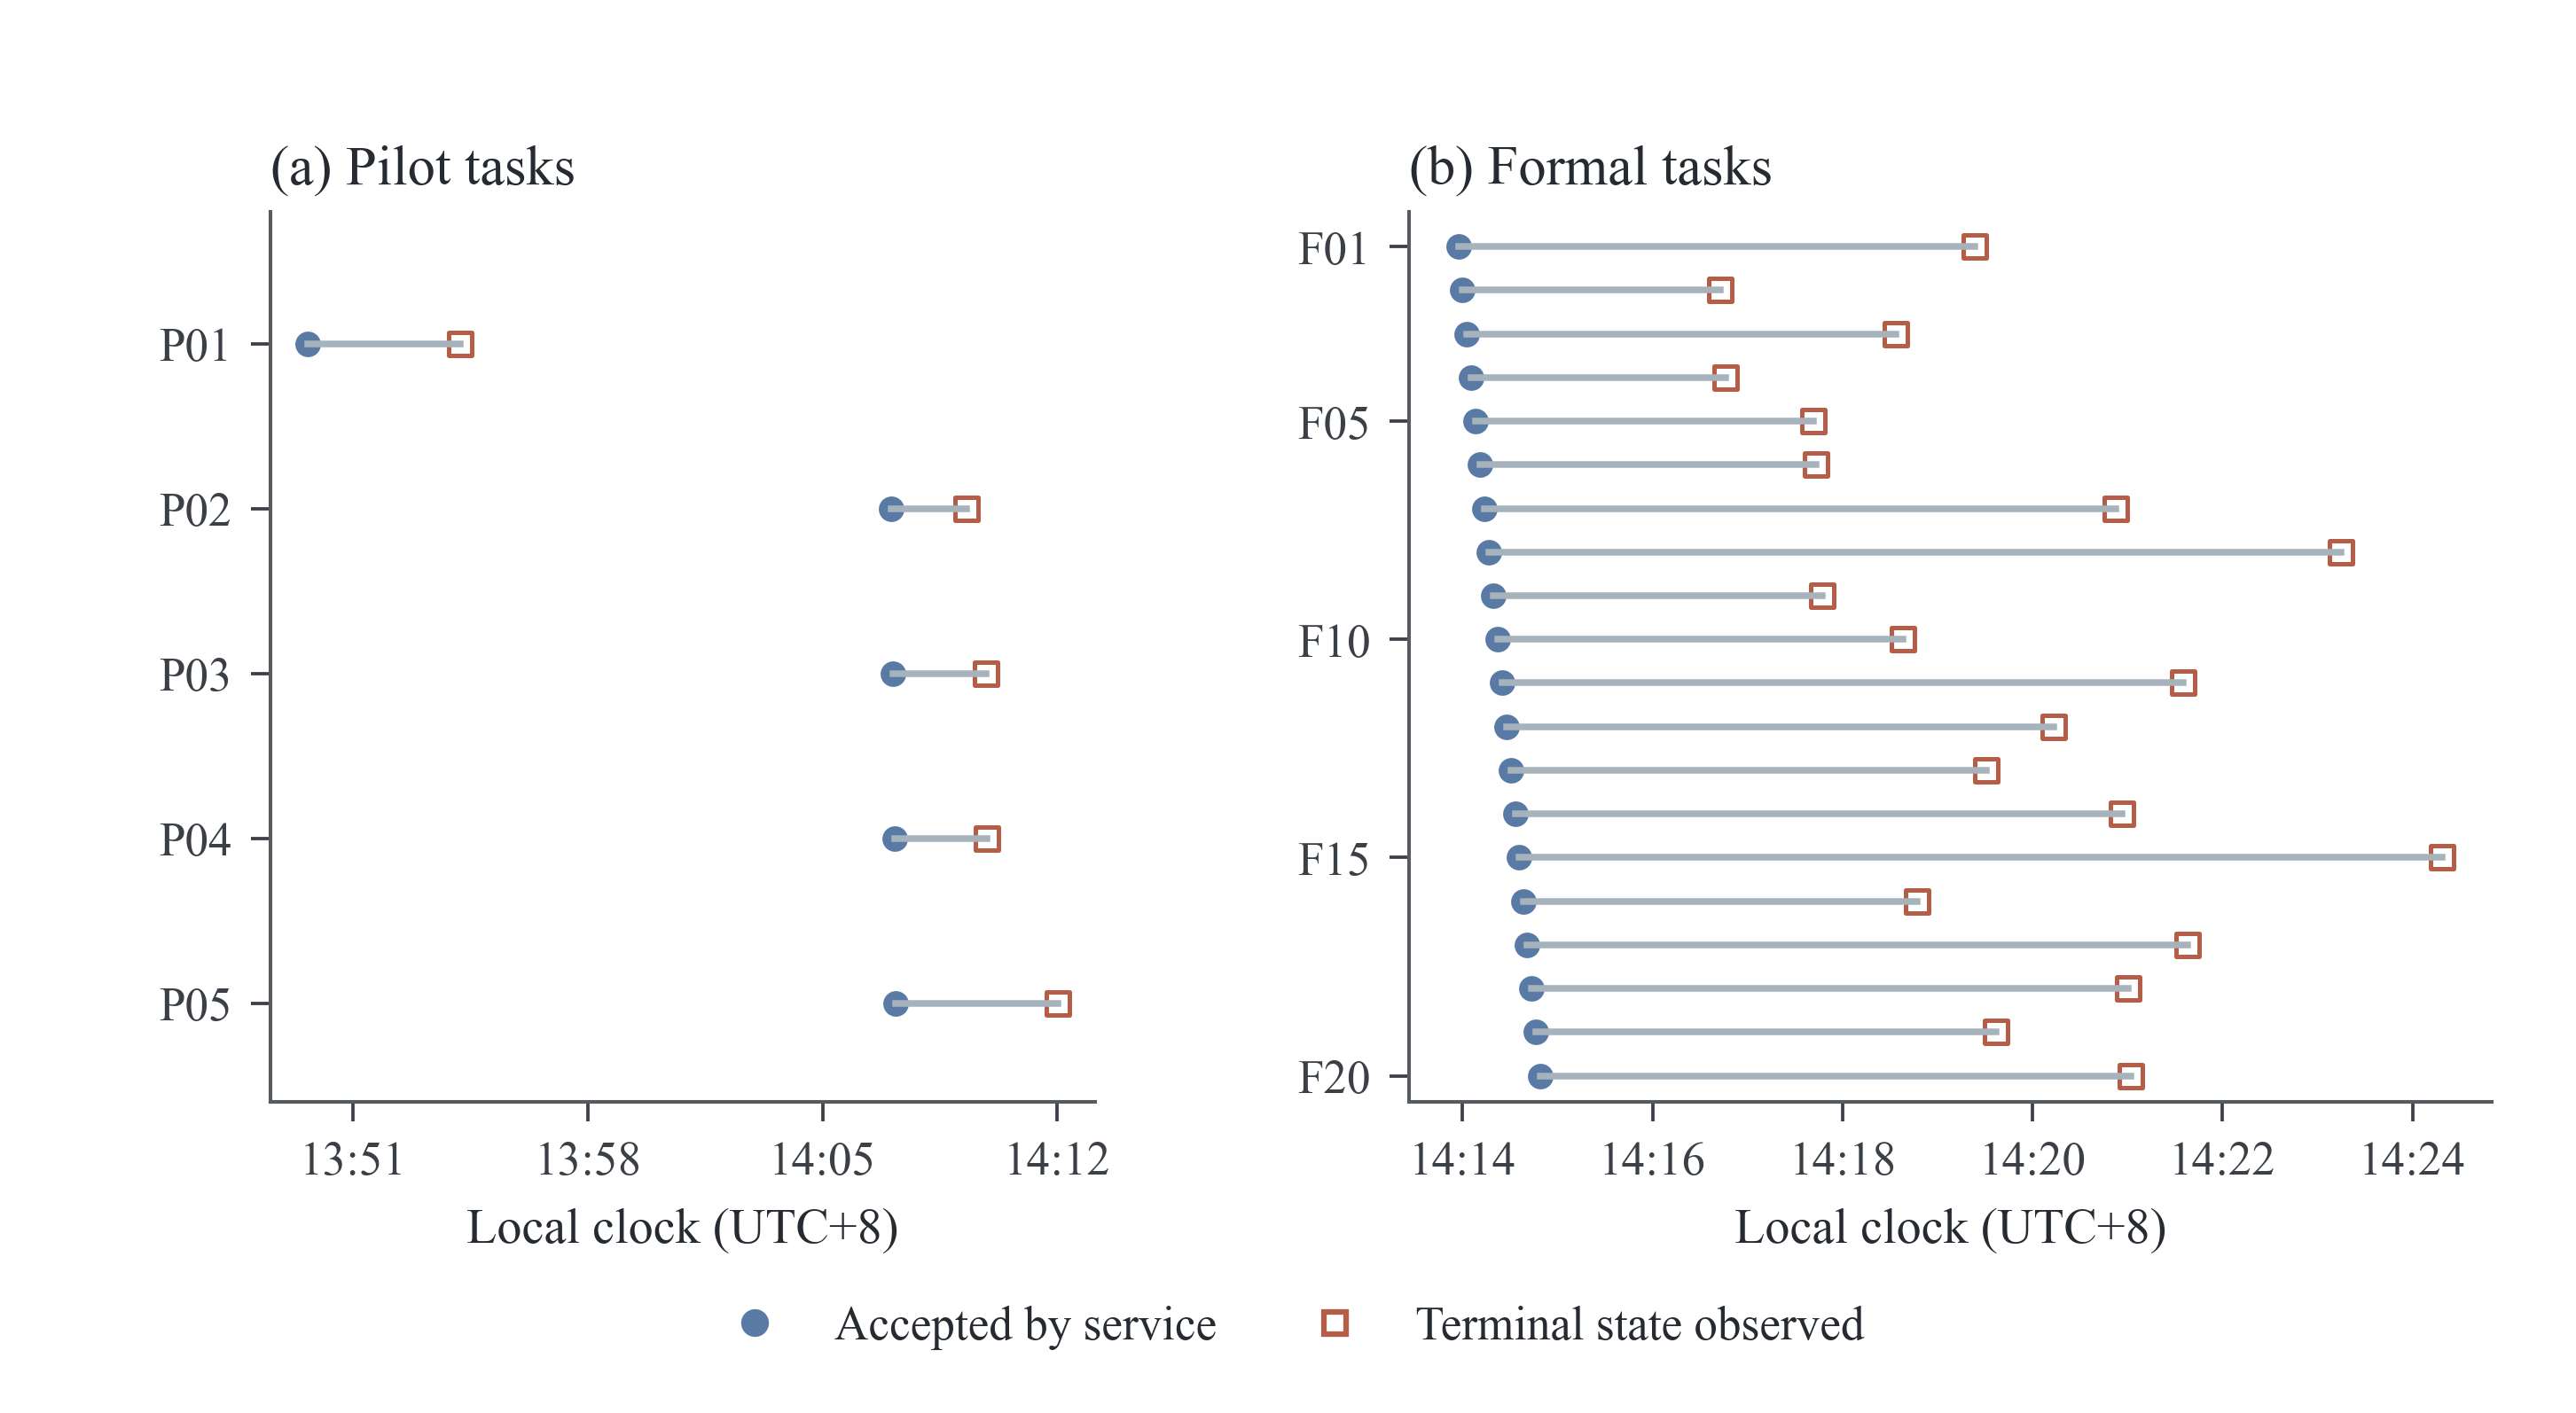 (a) Pilot tasks
P01
P02
P03
P04
P05
13:51 13:58 14:05 14:12
Local clock (UTC+8)
(b) Formal tasks
F01
F05
F10
F15
F20
14:14 14:16 14:18 14:20 14:22 14:24
Local clock (UTC+8)
Accepted by service
Terminal state observed